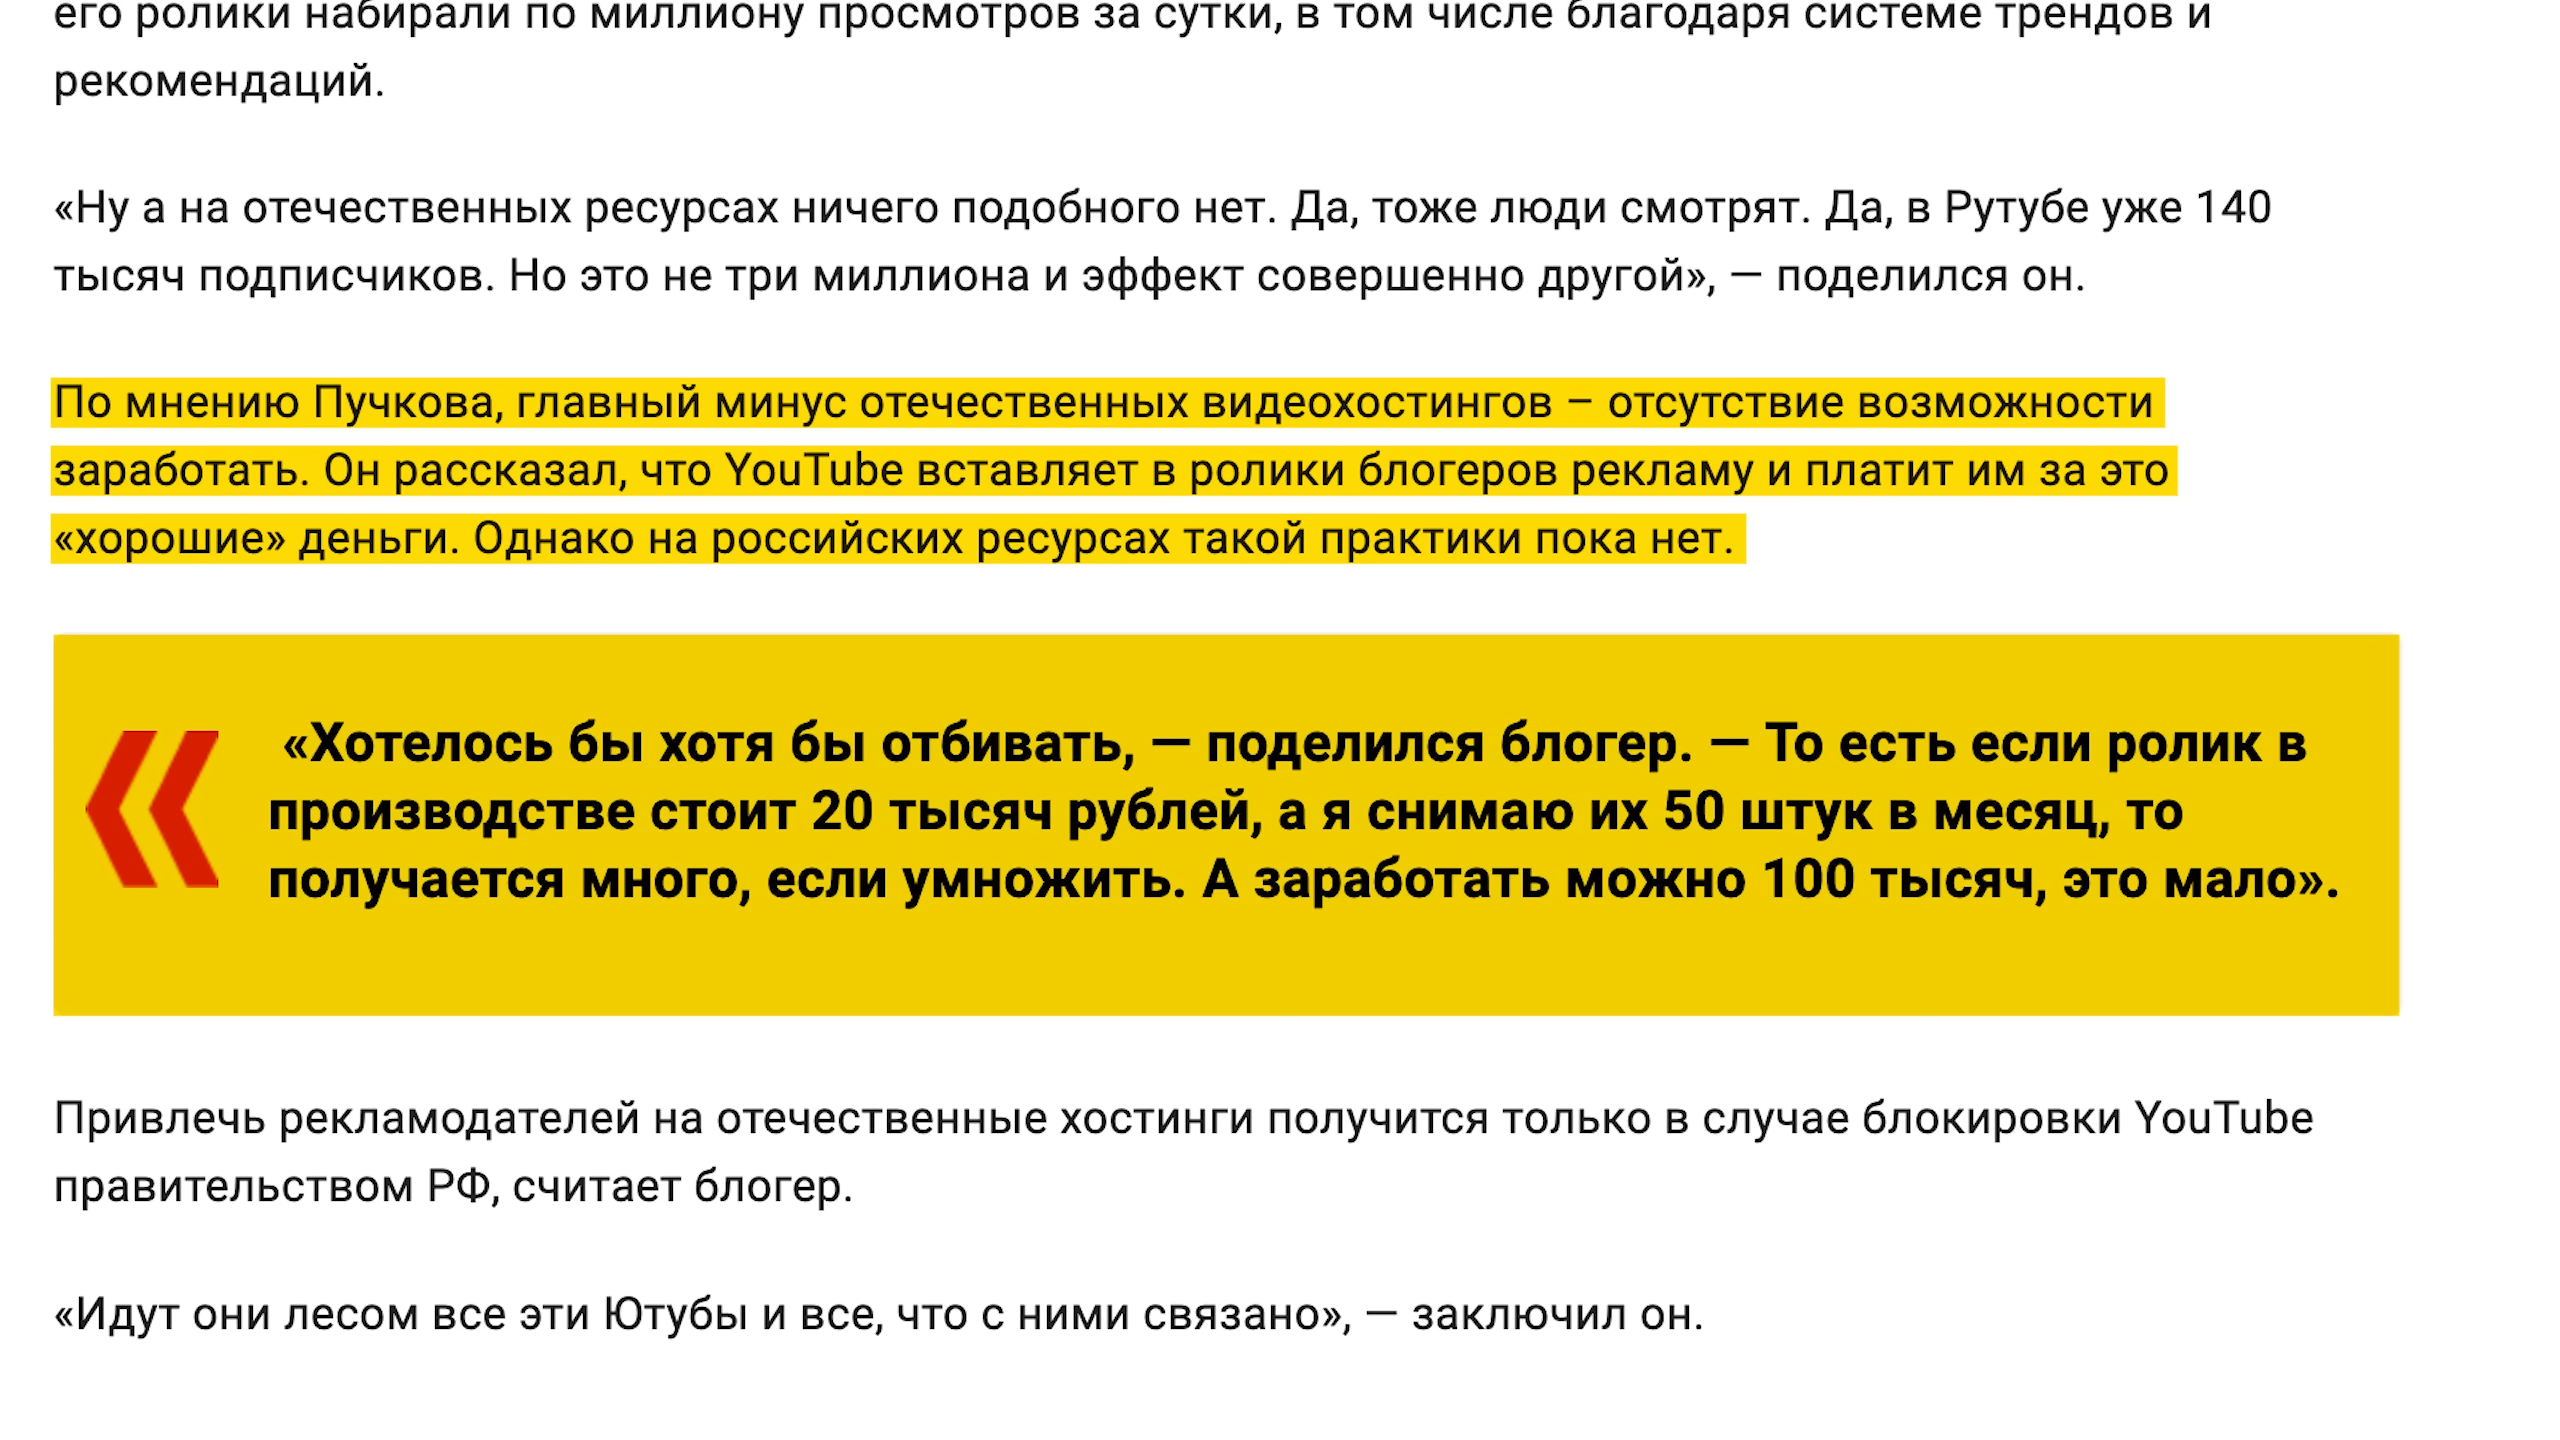 его ролики набирали по миллиону просмотров за сутки, в том числе благодаря системе трендов и
рекомендаций.
«Ну а на отечественных ресурсах ничего подобного нет. Да, тоже люди смотрят. Да, в Рутубе уже 140
тысяч подписчиков. Но это не три миллиона и эффект совершенно другой», — поделился он.
По мнению Пучкова, главный минус отечественных видеохостингов – отсутствие возможности
заработать. Он рассказал, что YouTube вставляет в ролики блогеров рекламу и платит им за это
«хорошие» деньги. Однако на российских ресурсах такой практики пока нет.
«Хотелось бы хотя бы отбивать, — поделился блогер. — То есть если ролик в
производстве стоит 20 тысяч рублей, а я снимаю их 50 штук в месяц, то
получается много, если умножить. А заработать можно 100 тысяч, это мало».
Привлечь рекламодателей на отечественные хостинги получится только в случае блокировки YouTube
правительством РФ, считает блогер.
«Идут они лесом все эти Ютубы и все, что с ними связано», — заключил он.